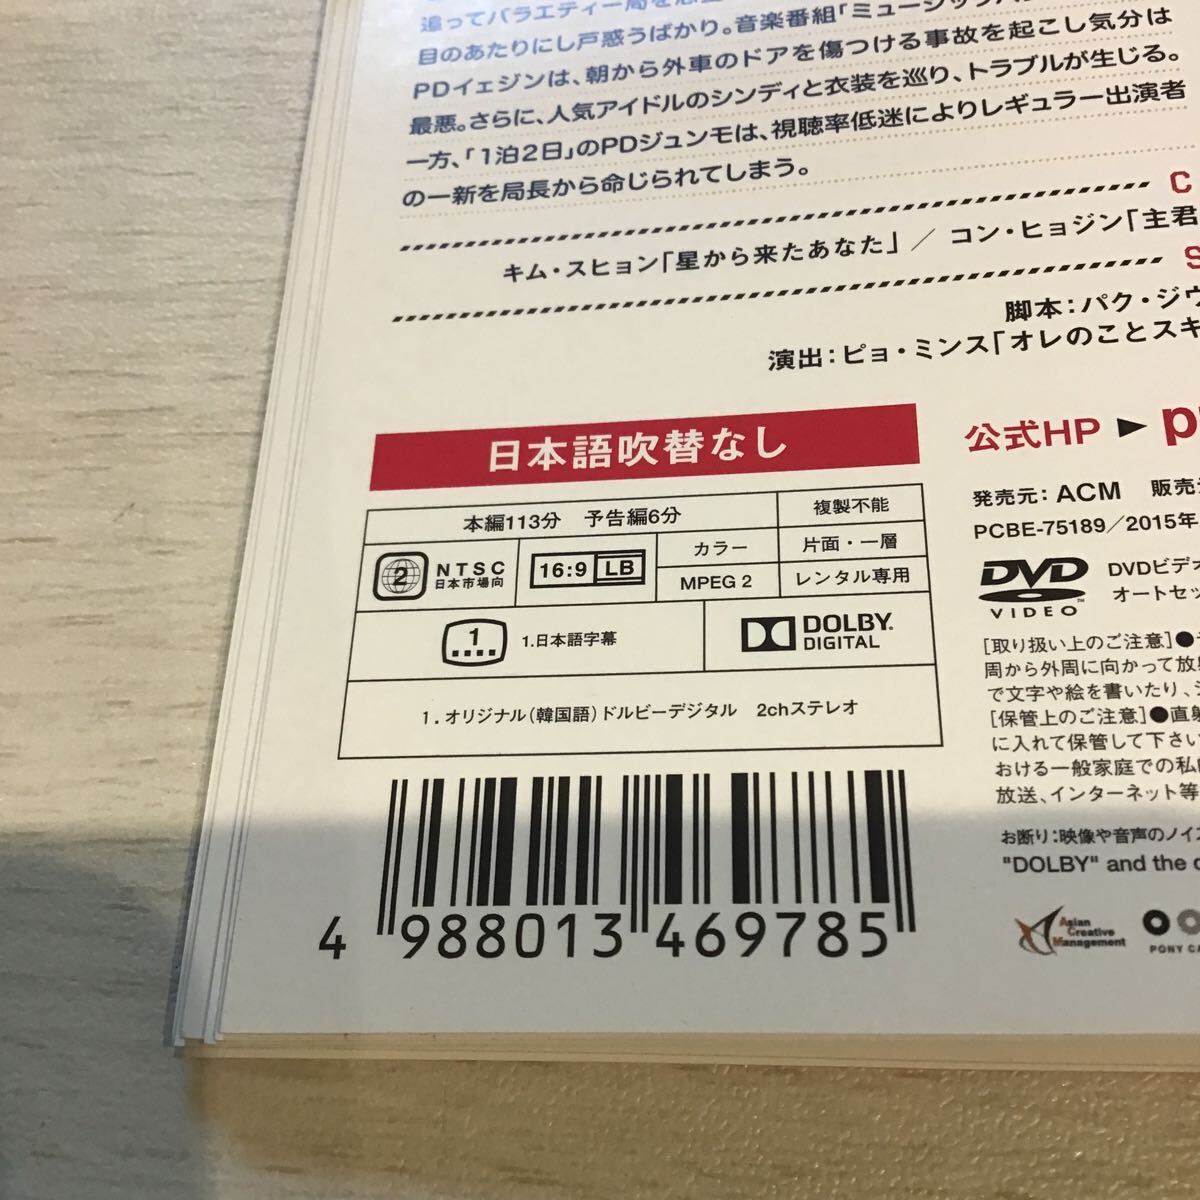 追ってバラエティー局を
目のあたりにし戸惑うばかり。音楽番組「ミュージック
PDイェジンは、朝から外車のドアを傷つける事故を起こし気分は
最悪。さらに、人気アイドルのシンディと衣装を巡り、トラブルが生じる。
一方、「1泊2日」のPDジュンモは、視聴率低迷によりレギュラー出演者
の一新を局長から命じられてしまう。
C
キム・スヒョン「星から来たあなた」／ コン・ヒョジン「主君
S
脚本：パク・ジウ
演出：ピョ・ミンス「オレのことスキ
日本語吹替なし
公式HP ▶ p
本編113分 予告編6分
複製不能
2 NTSC
日本市場向
16:9 LB
カラー
片面・一層
MPEG 2
レンタル専用
1 1.日本語字幕
DOLBY.
DIGITAL
1．オリジナル（韓国語）ドルビーデジタル 2chステレオ
発売元：ACM 販売
PCBE-75189／2015年
DVD
VIDEO
DVDビデオ
オートセッ
[取り扱い上のご注意]●
周から外周に向かって放射
で文字や絵を書いたり、
[保管上のご注意]●直射
に入れて保管して下さい
おける一般家庭での私的
放送、インターネット等
お断り：映像や音声のノイズ
"DOLBY" and the
4 988013 469785
Asian
Creative
Management
PONY CA